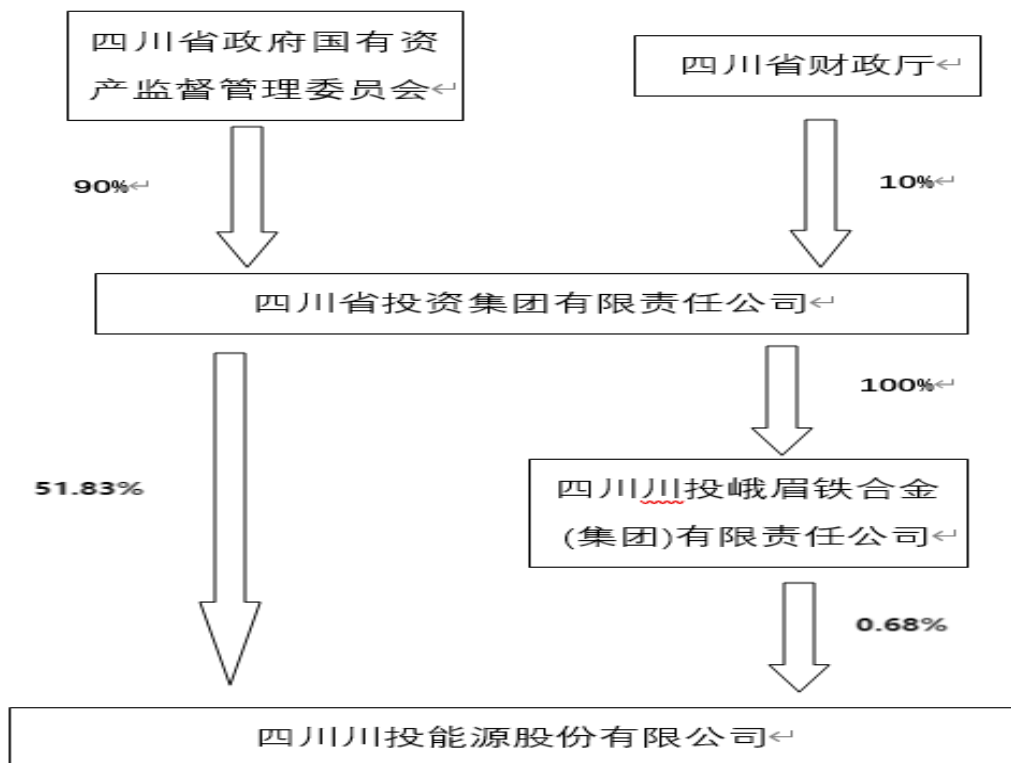 四川省政府国有资
产监督管理委员会↵
四川省财政厅↵
90%↵
10%↵
四川省投资集团有限责任公司↵
100%↵
51.83%
四川川投峨眉铁合金
(集团)有限责任公司↵
0.68%
四川川投能源股份有限公司↵